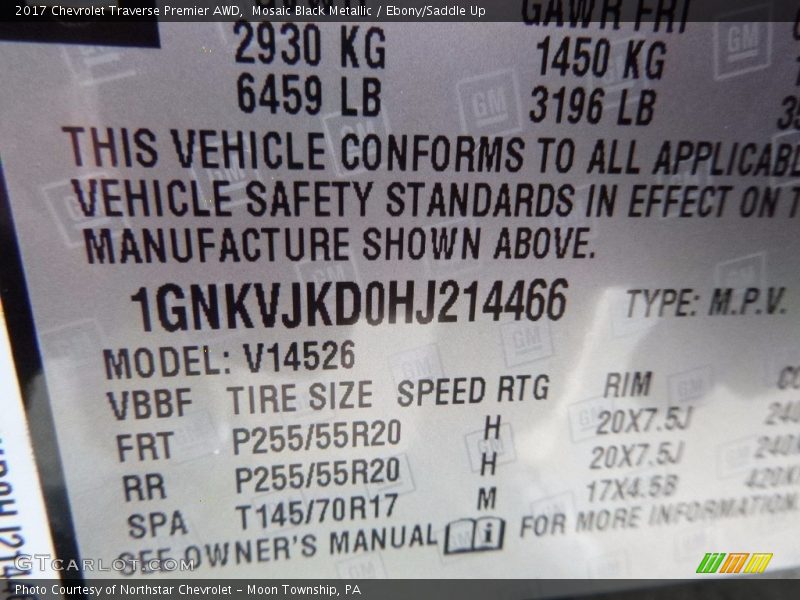 2017 Chevrolet Traverse Premier AWD, Mosaic Black Metallic / Ebony/Saddle Up
GAWR FRT
2930 KG 1450 KG
6459 LB 3196 LB
THIS VEHICLE CONFORMS TO ALL
VEHICLE SAFETY STANDARDS IN EFFECT ON
MANUFACTURE SHOWN ABOVE.
1GNKVJKD0HJ214466 TYPE: M.P.V.
MODEL: V14526
VBBF TIRE SIZE SPEED RTG RIM
FRT P255/55R20 H 20X7.5J
RR P255/55R20 H 20X7.5J
SPA T145/70R17 M 17X4.5B
SEE OWNER'S MANUAL FOR MORE INFORMATION.
GTCarlot.com
Photo Courtesy of Northstar Chevrolet - Moon Township, PA